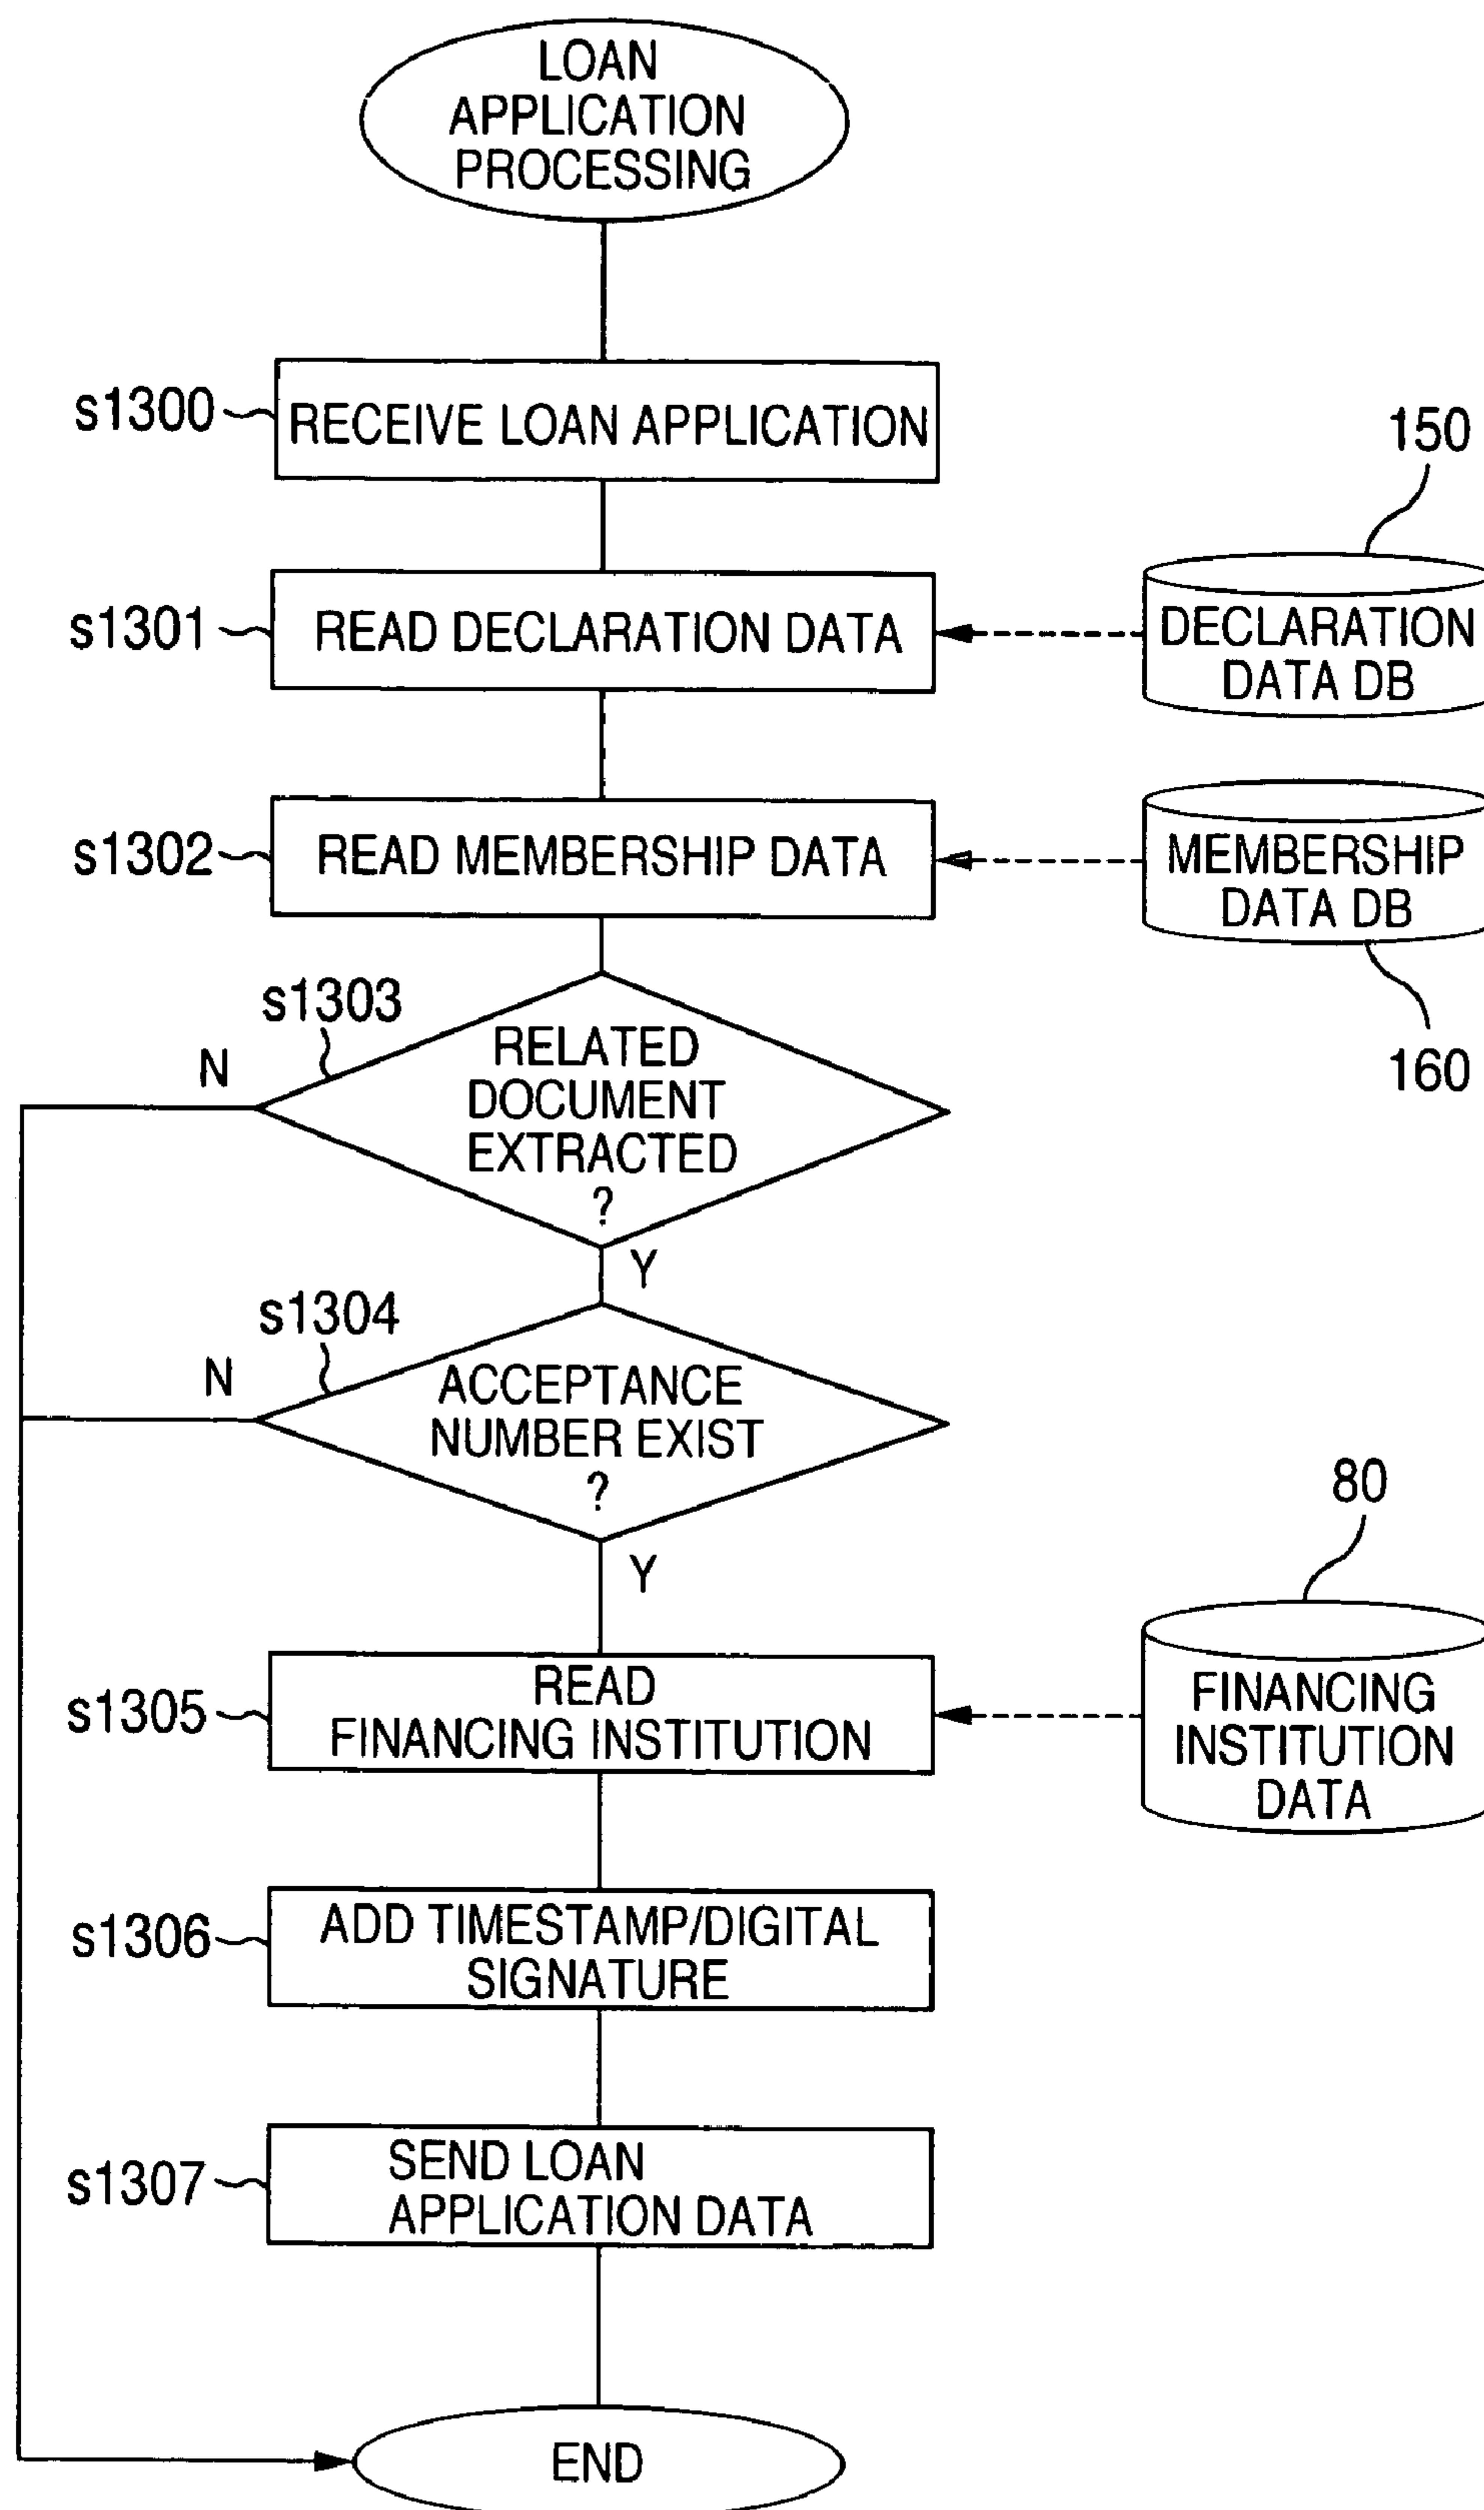 LOAN
APPLICATION
PROCESSING
s1300
RECEIVE LOAN APPLICATION
150
s1301
READ DECLARATION DATA
DECLARATION
DATA DB
s1302
READ MEMBERSHIP DATA
MEMBERSHIP
DATA DB
160
s1303
N
RELATED
DOCUMENT
EXTRACTED
?
Y
s1304
N
ACCEPTANCE
NUMBER EXIST
?
Y
80
s1305
READ
FINANCING INSTITUTION
FINANCING
INSTITUTION
DATA
s1306
ADD TIMESTAMP/DIGITAL
SIGNATURE
s1307
SEND LOAN
APPLICATION DATA
END